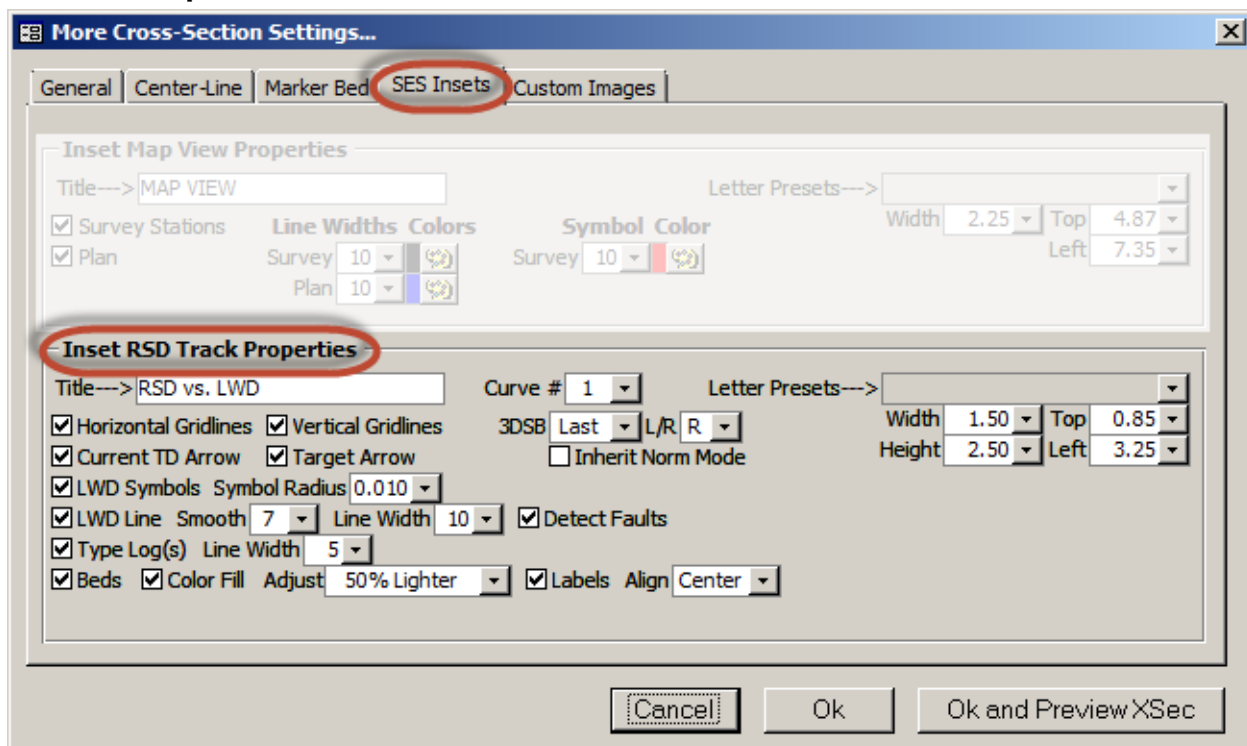 More Cross-Section Settings...
General Center-Line Marker Bed SES Insets Custom Images
Inset Map View Properties
Title---> MAP VIEW Letter Presets--->
Survey Stations Line Widths Colors Symbol Color Width 2.25 Top 4.87
Plan Survey 10 Survey 10 Left 7.35
Plan 10
Inset RSD Track Properties
Title---> RSD vs. LWD Curve # 1 Letter Presets--->
Horizontal Gridlines Vertical Gridlines 3DSB Last L/R R Width 1.50 Top 0.85
Current TD Arrow Target Arrow Inherit Norm Mode Height 2.50 Left 3.25
LWD Symbols Symbol Radius 0.010
LWD Line Smooth 7 Line Width 10 Detect Faults
Type Log(s) Line Width 5
Beds Color Fill Adjust 50% Lighter Labels Align Center
Cancel Ok Ok and Preview XSec